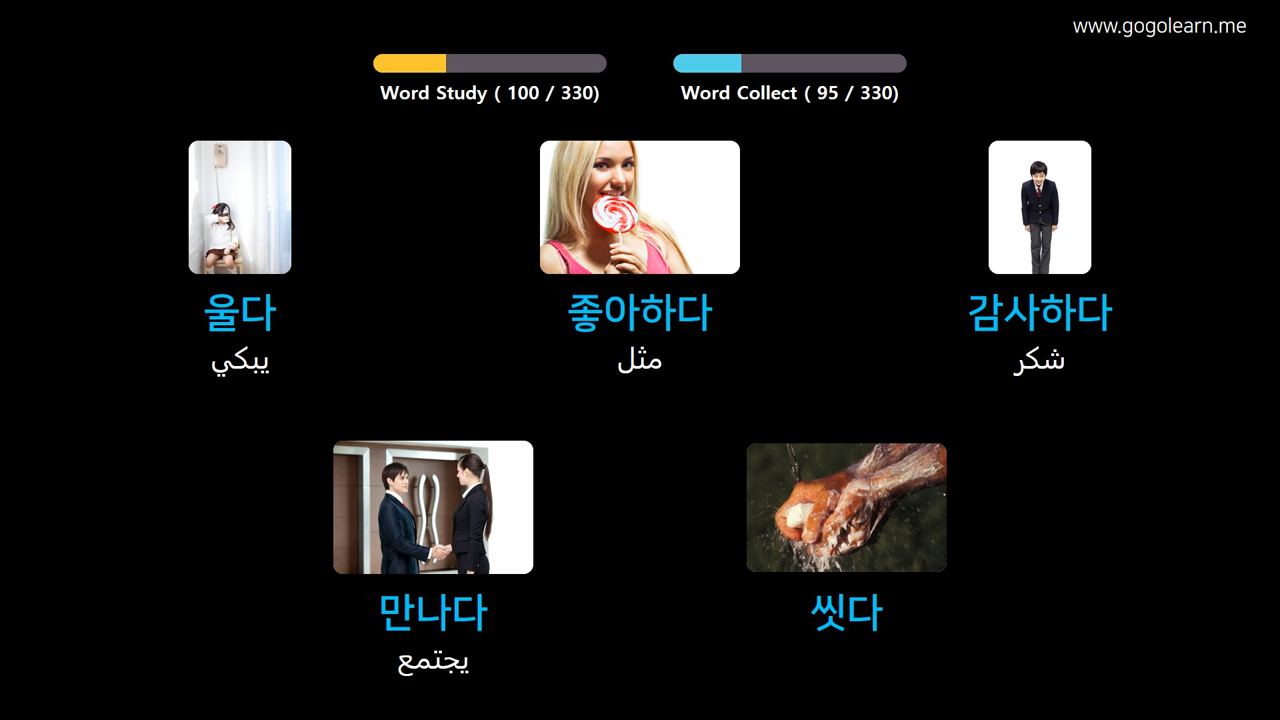 www.gogolearn.me
Word Study ( 100 / 330)
Word Collect ( 95 / 330)
울다
يبكي
좋아하다
مثل
감사하다
شكر
만나다
يجتمع
씻다